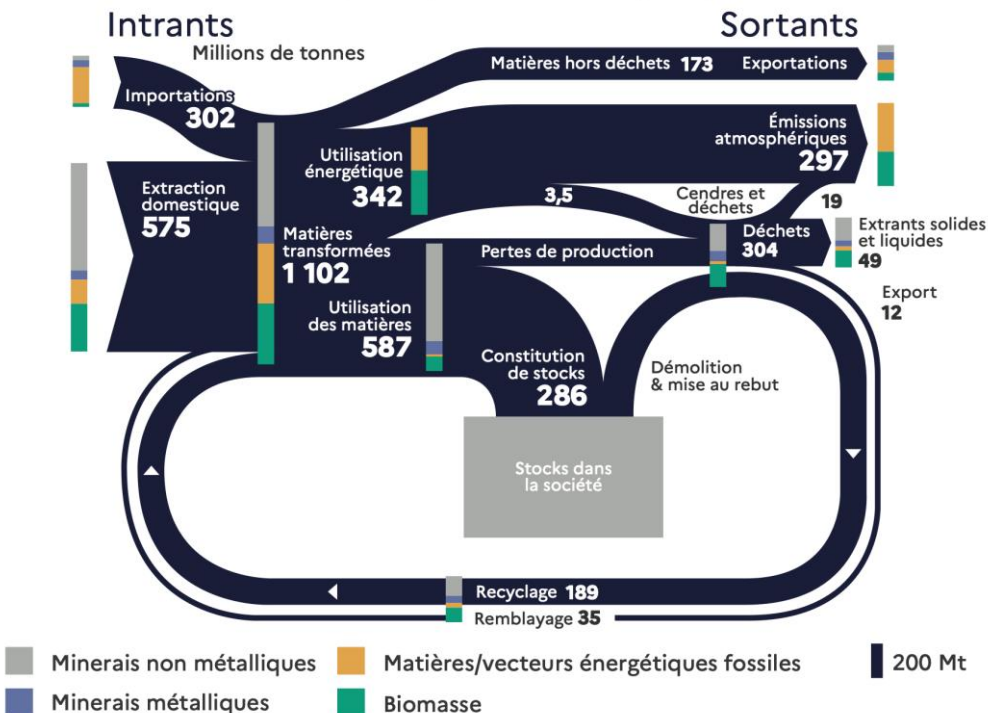 Intrants
Sortants
Millions de tonnes
Matières hors déchets 173 Exportations
Importations
302
Émissions
atmosphériques
297
Utilisation
énergétique
342
Extraction
domestique
575
3,5
Cendres et
déchets
19
Matières
transformées
1 102
Pertes de production
Déchets
304
Extrants solides
et liquides
49
Export
12
Utilisation
des matières
587
Constitution
de stocks
286
Démolition
& mise au rebut
Stocks dans
la société
Recyclage 189
Remblayage 35
Minerais non métalliques
Matières/vecteurs énergétiques fossiles
200 Mt
Minerais métalliques
Biomasse